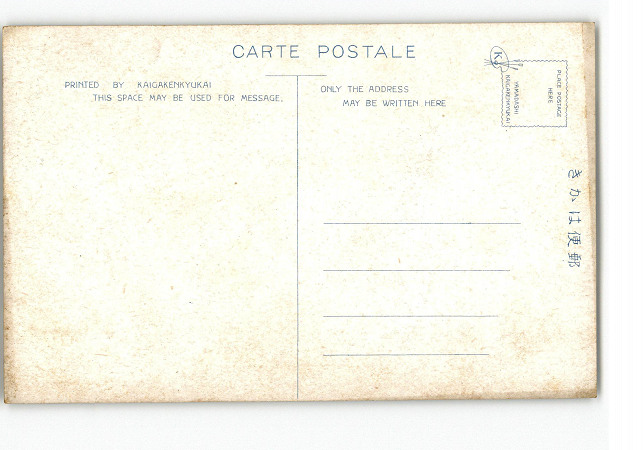 CARTE POSTALE
PRINTED BY KAIGAKENKYUKAI
THIS SPACE MAY BE USED FOR MESSAGE.
ONLY THE ADDRESS
MAY BE WRITTEN HERE
K
PLACE POSTAGE
HERE
KAIGAKENKYUKAI
きかは便郵